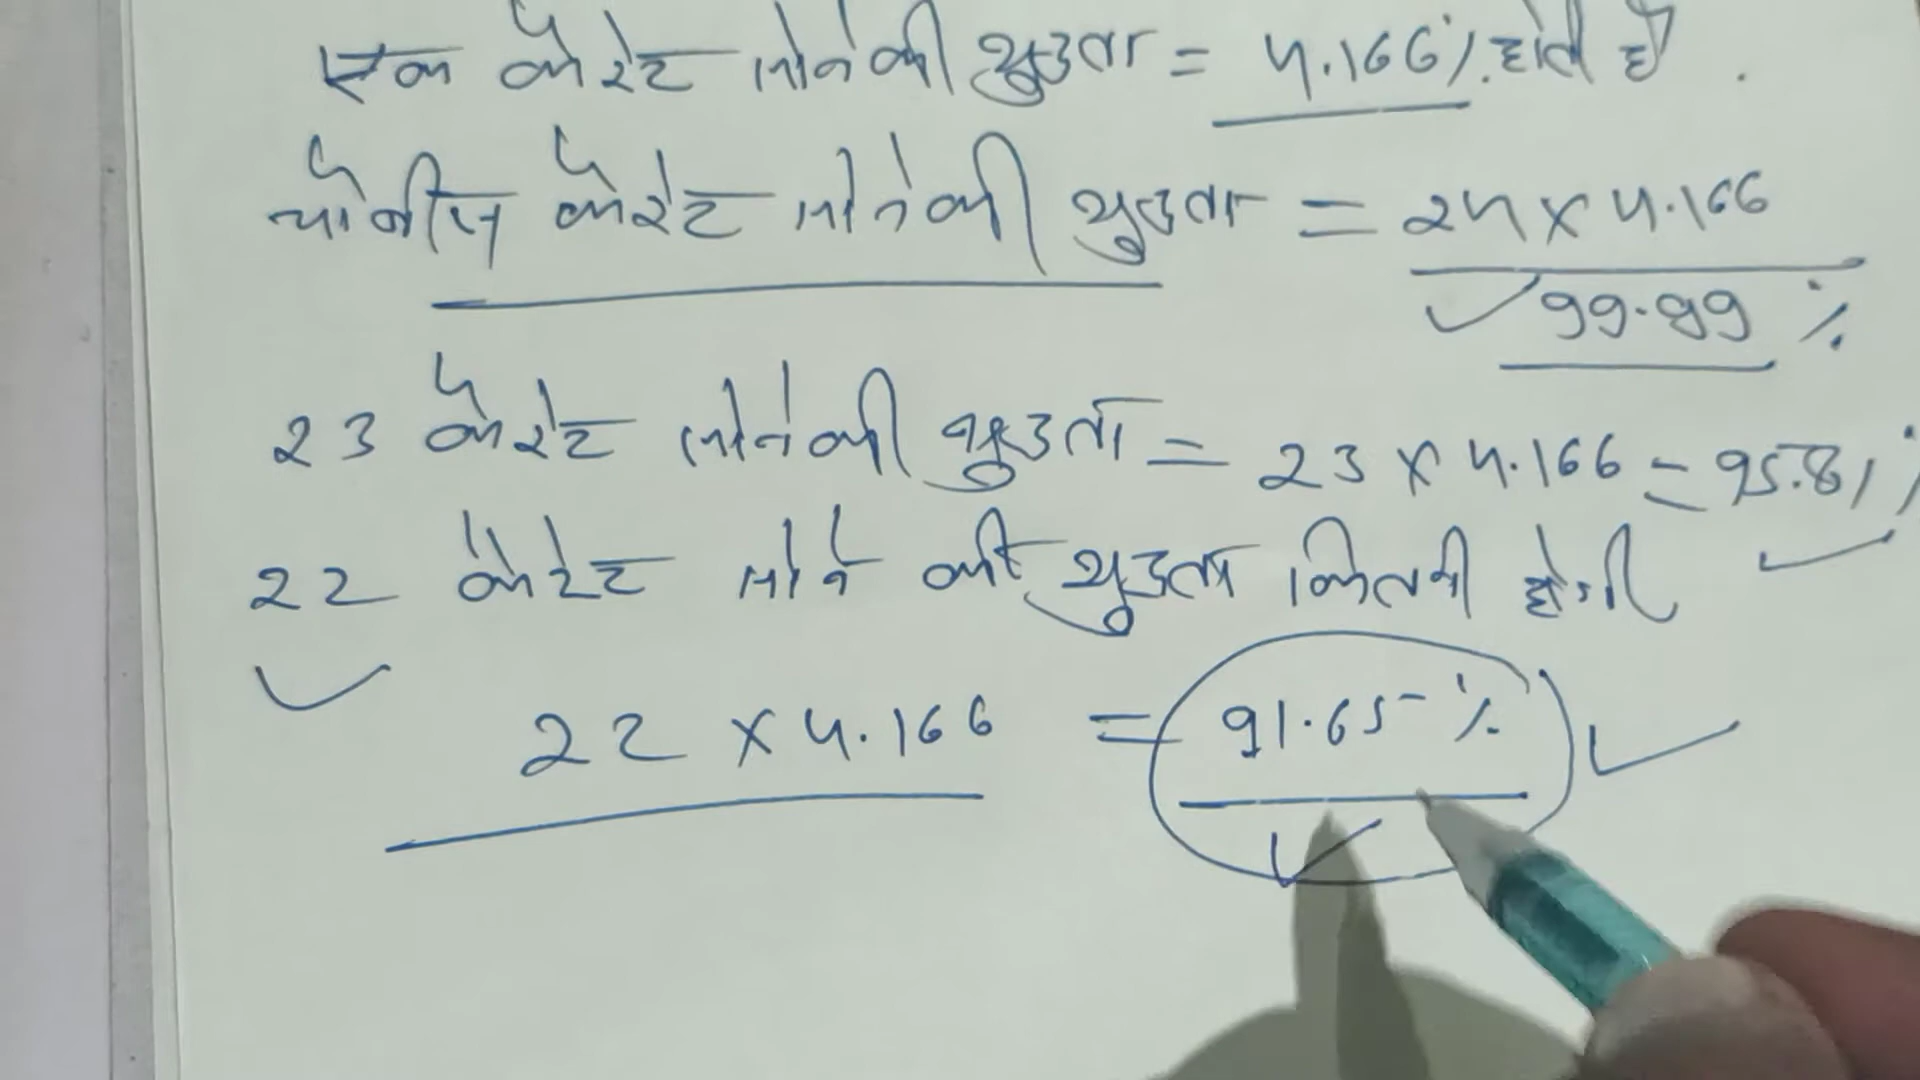 एक कैरेट सोने की शुद्धता = 4.166% होती है .
चौबीस कैरेट सोने की शुद्धता = 24 x 4.166
99.99 %
23 कैरेट सोने की शुद्धता = 23 x 4.166 = 95.81 %
22 कैरेट सोने की शुद्धता कितनी होगी
22 x 4.166 = 91.65 %